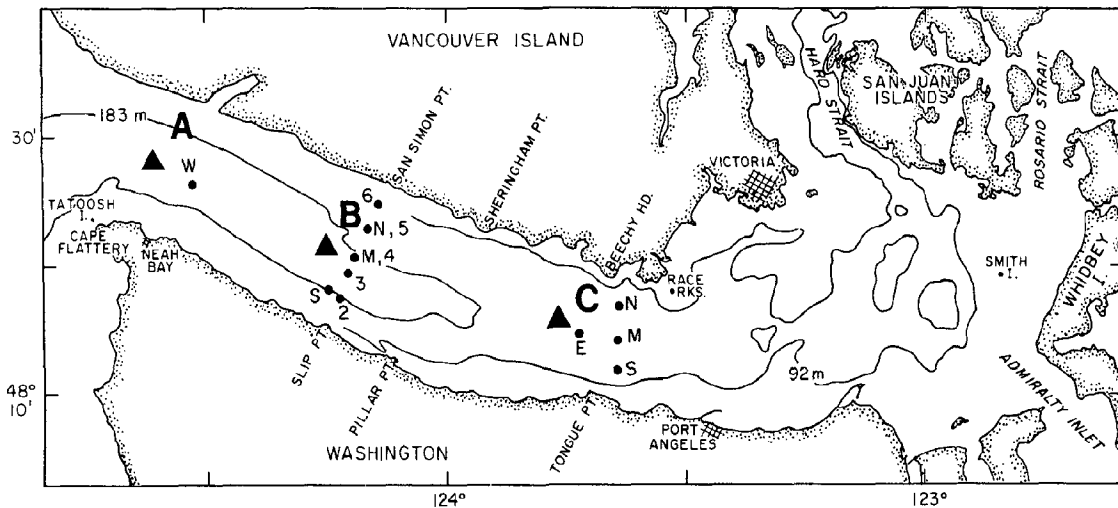 VANCOUVER ISLAND
HARO STRAIT
SAN JUAN
ISLANDS
ROSARIO STRAIT
183 m
30'
A
W
SAN SIMON PT.
SHERINGHAM PT.
VICTORIA
6
B
N, 5
M, 4
3
S
2
TATOOSH
I.
CAPE
FLATTERY
NEAH
BAY
BEECHY HD.
RACE
RKS.
SMITH
I.
WHIDBEY
I.
C
N
E
M
S
92 m
48°
10'
SLIP PT.
PILLAR PT.
TONGUE PT.
PORT
ANGELES
ADMIRALTY INLET
WASHINGTON
124°
123°